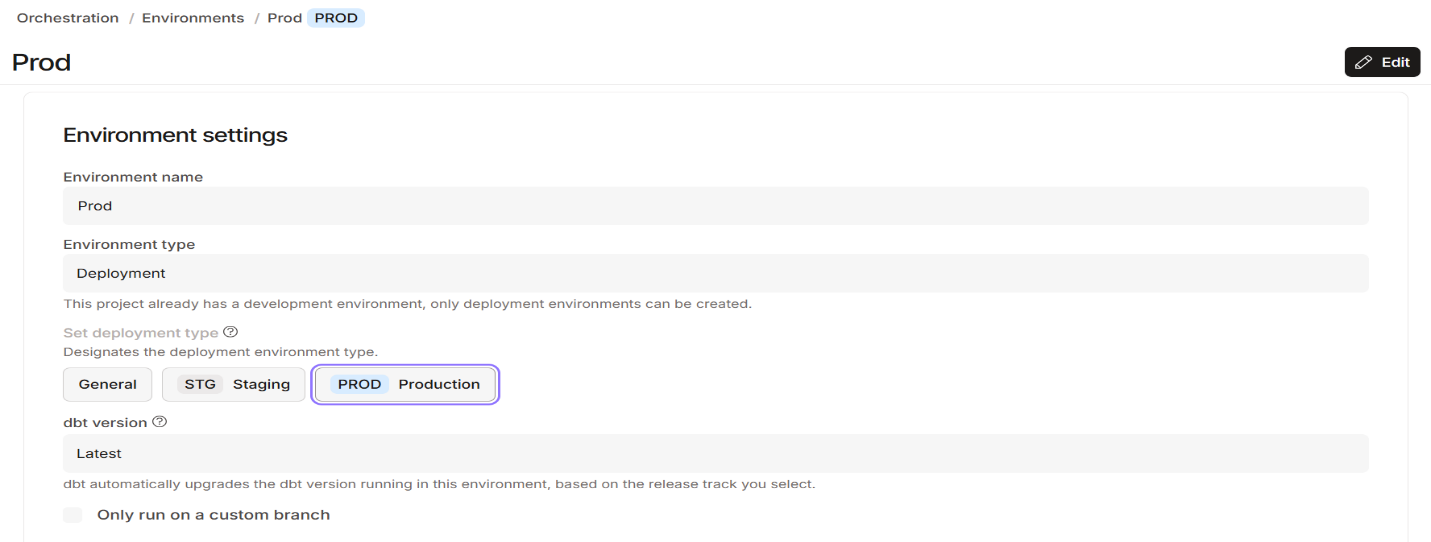 Orchestration / Environments / Prod PROD
Prod
Edit
Environment settings
Environment name
Prod
Environment type
Deployment
This project already has a development environment, only deployment environments can be created.
Set deployment type
Designates the deployment environment type.
General STG Staging PROD Production
dbt version
Latest
dbt automatically upgrades the dbt version running in this environment, based on the release track you select.
Only run on a custom branch